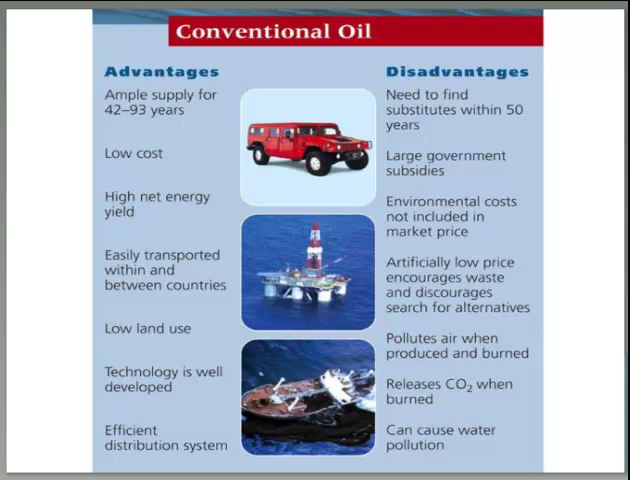 Conventional Oil
Advantages
Ample supply for
42–93 years
Low cost
High net energy
yield
Easily transported
within and
between countries
Low land use
Technology is well
developed
Efficient
distribution system
Disadvantages
Need to find
substitutes within 50
years
Large government
subsidies
Environmental costs
not included in
market price
Artificially low price
encourages waste
and discourages
search for alternatives
Pollutes air when
produced and burned
Releases CO₂ when
burned
Can cause water
pollution